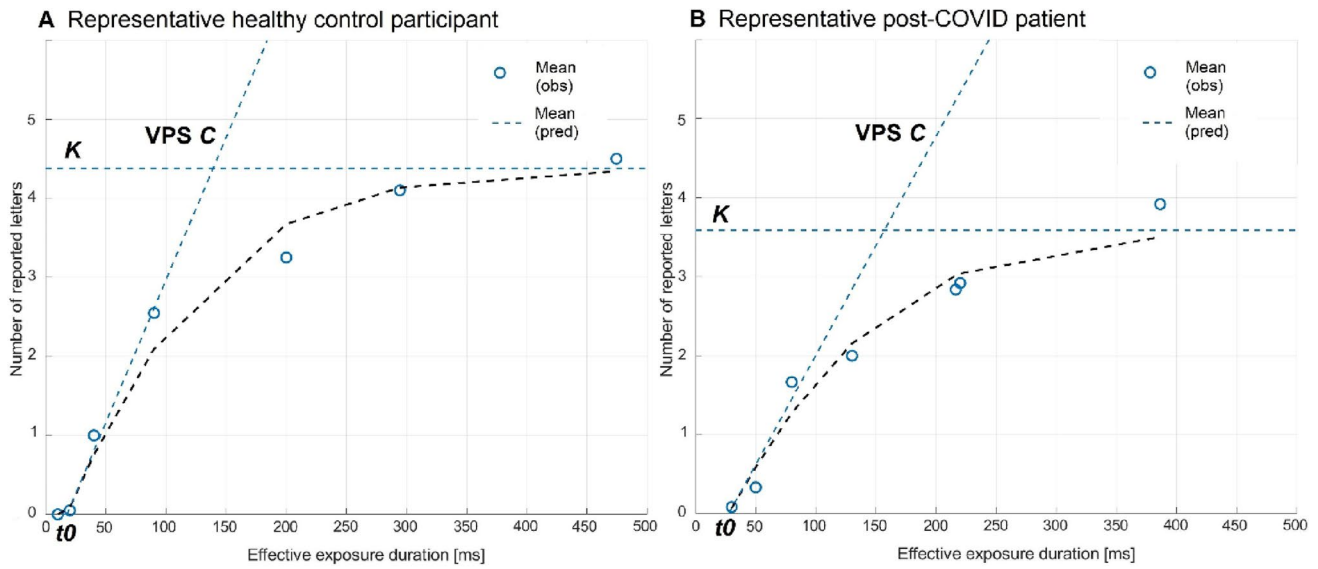 A Representative healthy control participant
5
4
3
2
1
0
Number of reported letters
K
VPS C
Mean
(obs)
Mean
(pred)
0 50 100 150 200 250 300 350 400 450 500
t0
Effective exposure duration [ms]
B Representative post-COVID patient
5
4
3
2
1
0
Number of reported letters
K
VPS C
Mean
(obs)
Mean
(pred)
0 50 100 150 200 250 300 350 400 450 500
t0
Effective exposure duration [ms]